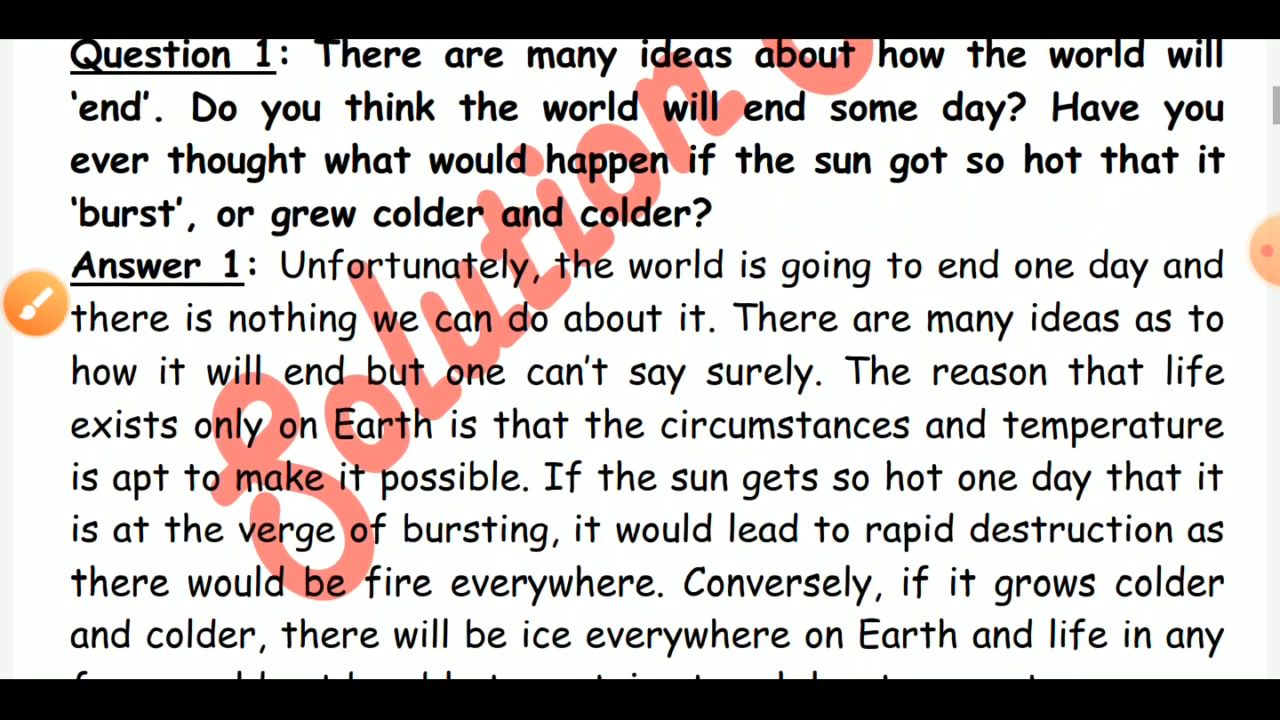 Question 1: There are many ideas about how the world will
‘end’. Do you think the world will end some day? Have you
ever thought what would happen if the sun got so hot that it
‘burst’, or grew colder and colder?
Answer 1: Unfortunately, the world is going to end one day and
there is nothing we can do about it. There are many ideas as to
how it will end but one can’t say surely. The reason that life
exists only on Earth is that the circumstances and temperature
is apt to make it possible. If the sun gets so hot one day that it
is at the verge of bursting, it would lead to rapid destruction as
there would be fire everywhere. Conversely, if it grows colder
and colder, there will be ice everywhere on Earth and life in any
Solution